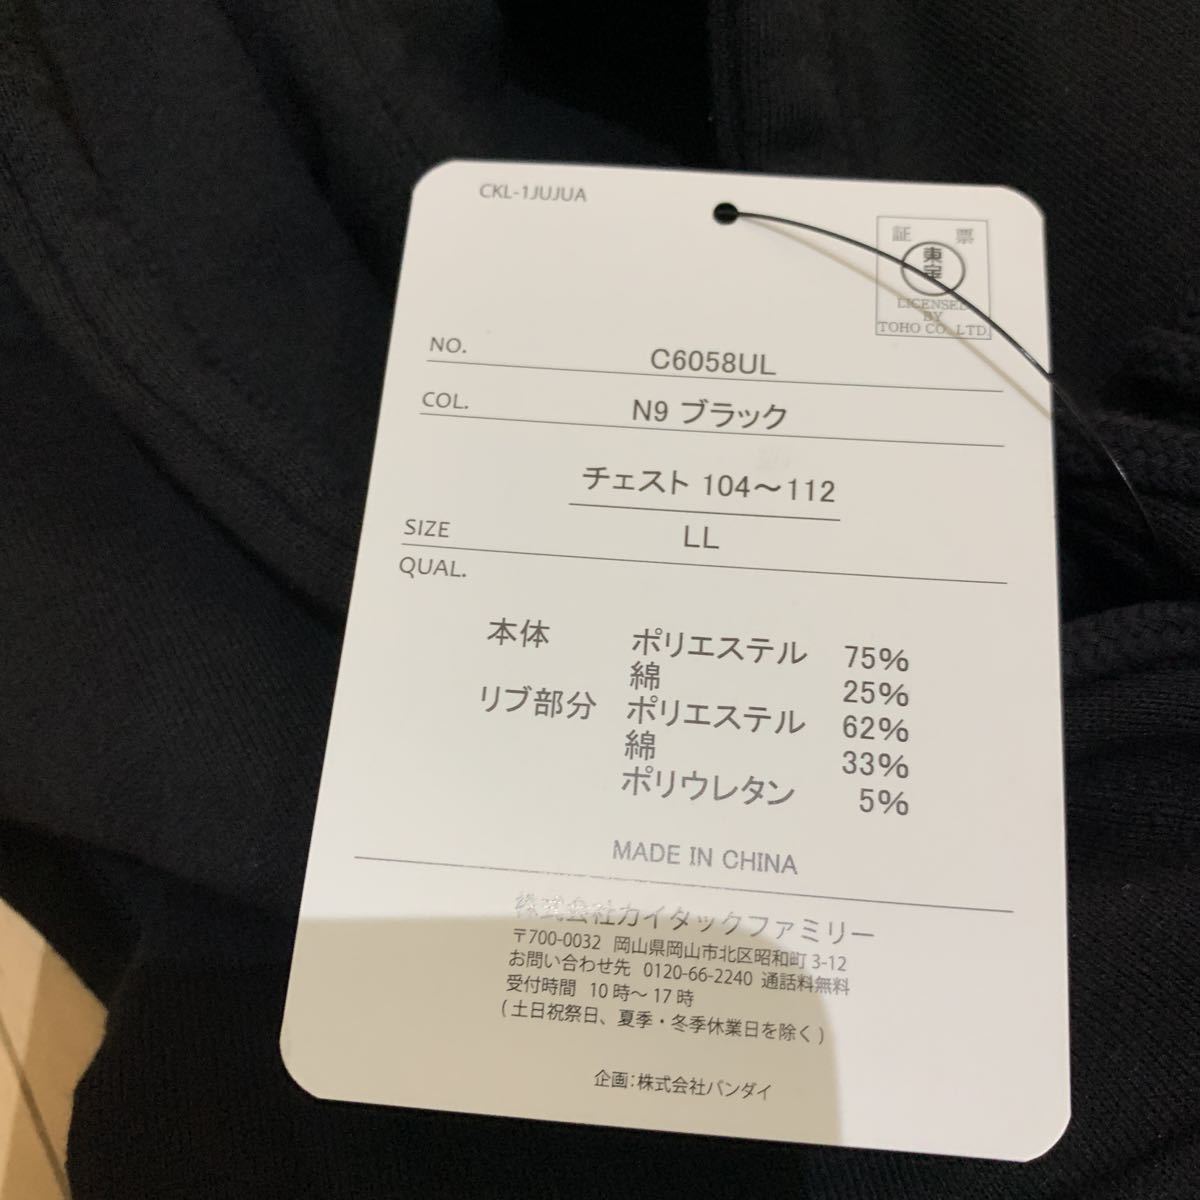 CKL-1JUJUA
証 票
東宝
LICENSED
BY
TOHO CO.,LTD.
NO. C6058UL
COL. N9 ブラック
チェスト 104～112
SIZE LL
QUAL.
本体 ポリエステル 75%
綿 25%
リブ部分 ポリエステル 62%
綿 33%
ポリウレタン 5%
MADE IN CHINA
株式会社カイタックファミリー
〒700-0032 岡山県岡山市北区昭和町 3-12
お問い合わせ先 0120-66-2240 通話料無料
受付時間 10時～17時
(土日祝祭日、夏季・冬季休業日を除く)
企画:株式会社バンダイ